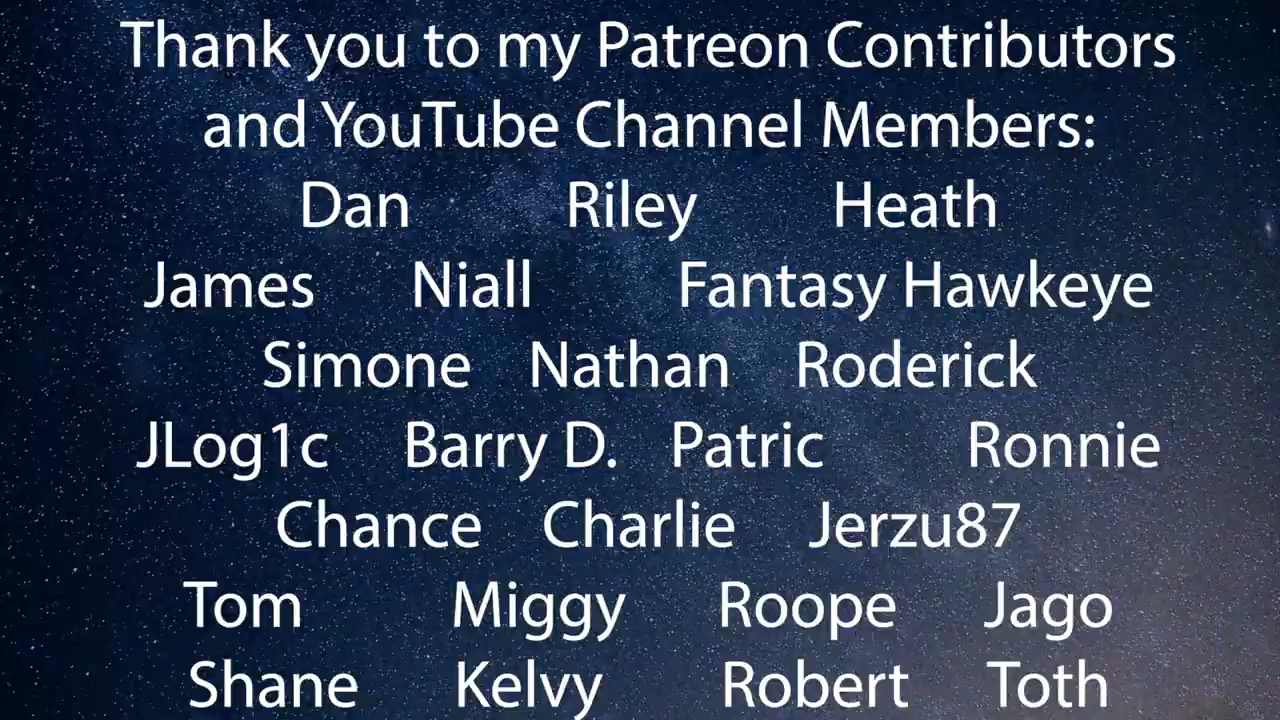 Thank you to my Patreon Contributors
and YouTube Channel Members:
Dan Riley Heath
James Niall Fantasy Hawkeye
Simone Nathan Roderick
JLog1c Barry D. Patric Ronnie
Chance Charlie Jerzu87
Tom Miggy Roope Jago
Shane Kelvy Robert Toth